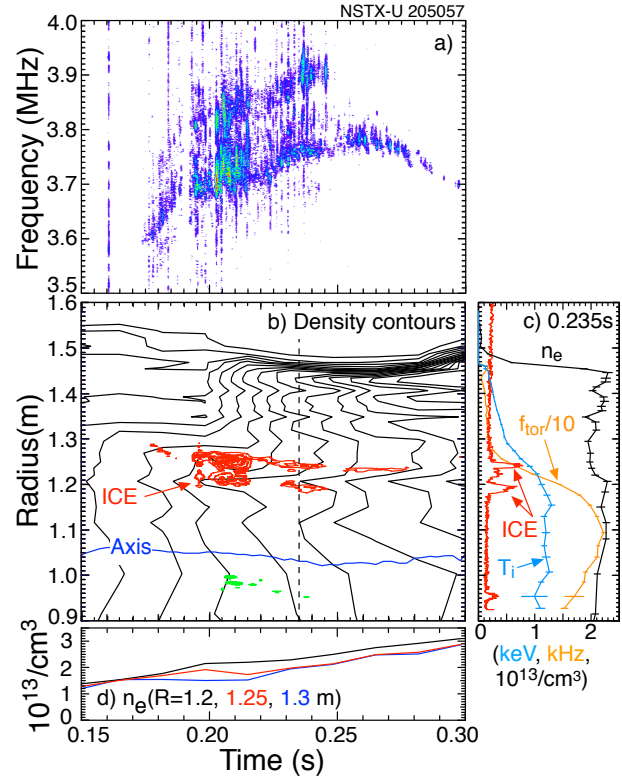 NSTX-U 205057
4.0
a)
3.9
3.8
3.7
3.6
3.5
Frequency (MHz)
1.6
b) Density contours
c) 0.235s
1.5
n_e
1.4
f_tor/10
1.3
1.2
ICE
ICE
1.1
Axis
T_i
1.0
0.9
Radius(m)
0 1 2
(keV, kHz,
10^13/cm^3)
3
2
1
0
10^13/cm^3
d) n_e(R=1.2, 1.25, 1.3 m)
0.15 0.20 0.25 0.30
Time (s)